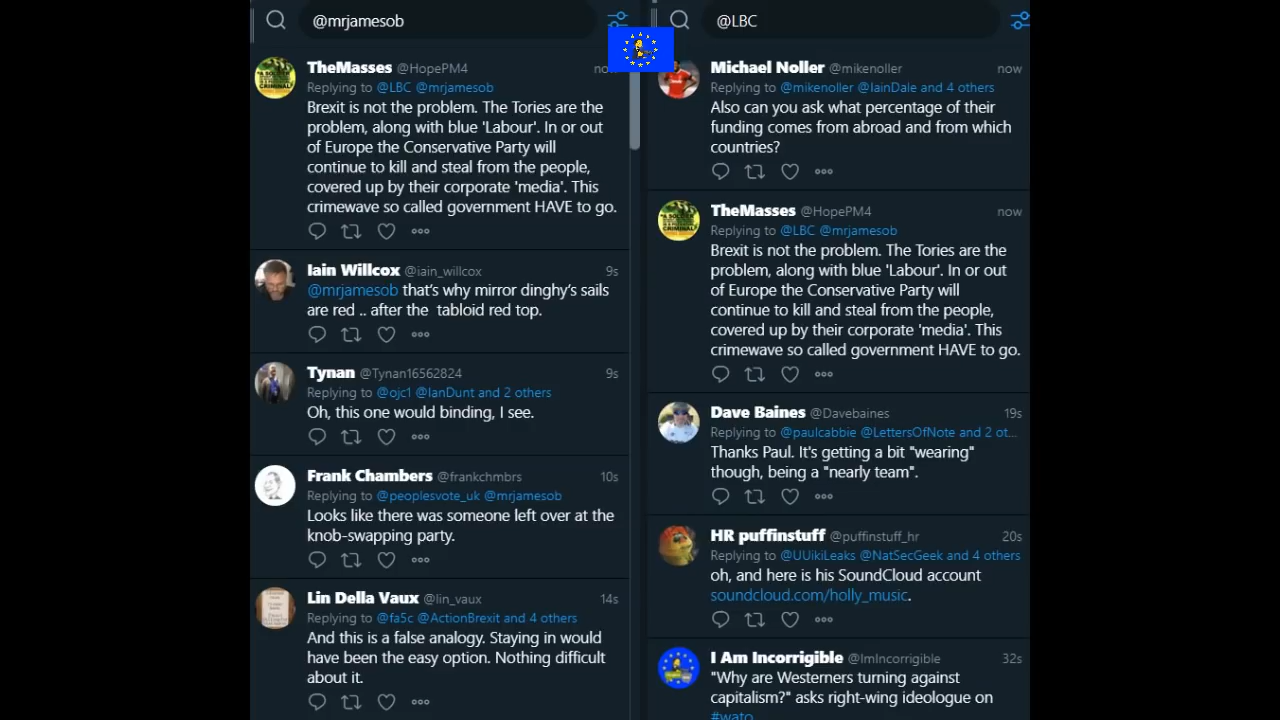 @mrjamesob
TheMasses @HopePM4 now
Replying to @LBC @mrjamesob
Brexit is not the problem. The Tories are the
problem, along with blue 'Labour'. In or out
of Europe the Conservative Party will
continue to kill and steal from the people,
covered up by their corporate 'media'. This
crimewave so called government HAVE to go.
Iain Willcox @iain_willcox 9s
@mrjamesob that's why mirror dinghy's sails
are red .. after the tabloid red top.
Tynan @Tynan16562824 9s
Replying to @ojc1 @IanDunt and 2 others
Oh, this one would binding, I see.
Frank Chambers @frankchmbrs 10s
Replying to @peoplesvote_uk @mrjamesob
Looks like there was someone left over at the
knob-swapping party.
Lin Della Vaux @lin_vaux 14s
Replying to @fa5c @ActionBrexit and 4 others
And this is a false analogy. Staying in would
have been the easy option. Nothing difficult
about it.
@LBC
Michael Noller @mikenoller now
Replying to @mikenoller @IainDale and 4 others
Also can you ask what percentage of their
funding comes from abroad and from which
countries?
TheMasses @HopePM4 now
Replying to @LBC @mrjamesob
Brexit is not the problem. The Tories are the
problem, along with blue 'Labour'. In or out
of Europe the Conservative Party will
continue to kill and steal from the people,
covered up by their corporate 'media'. This
crimewave so called government HAVE to go.
Dave Baines @Davebaines 19s
Replying to @paulcabbie @LettersOfNote and 2 ot...
Thanks Paul. It's getting a bit "wearing"
though, being a "nearly team".
HR puffinstuff @puffinstuff_hr 20s
Replying to @UUikiLeaks @NatSecGeek and 4 others
oh, and here is his SoundCloud account
soundcloud.com/holly_music.
I Am Incorrigible @ImIncorrigible 32s
"Why are Westerners turning against
capitalism?" asks right-wing ideologue on
#wato